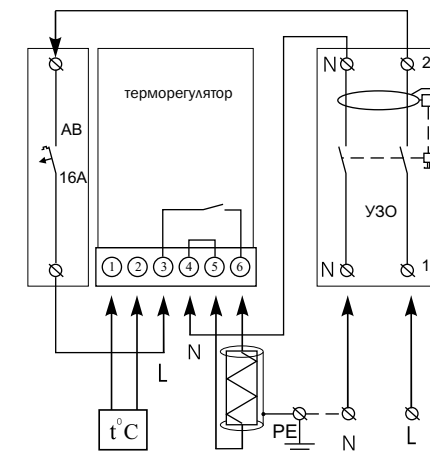 N 2
терморегулятор
АВ
16А
УЗО
N 1
1 2 3 4 5 6
N
L
t°C
PE
N
L